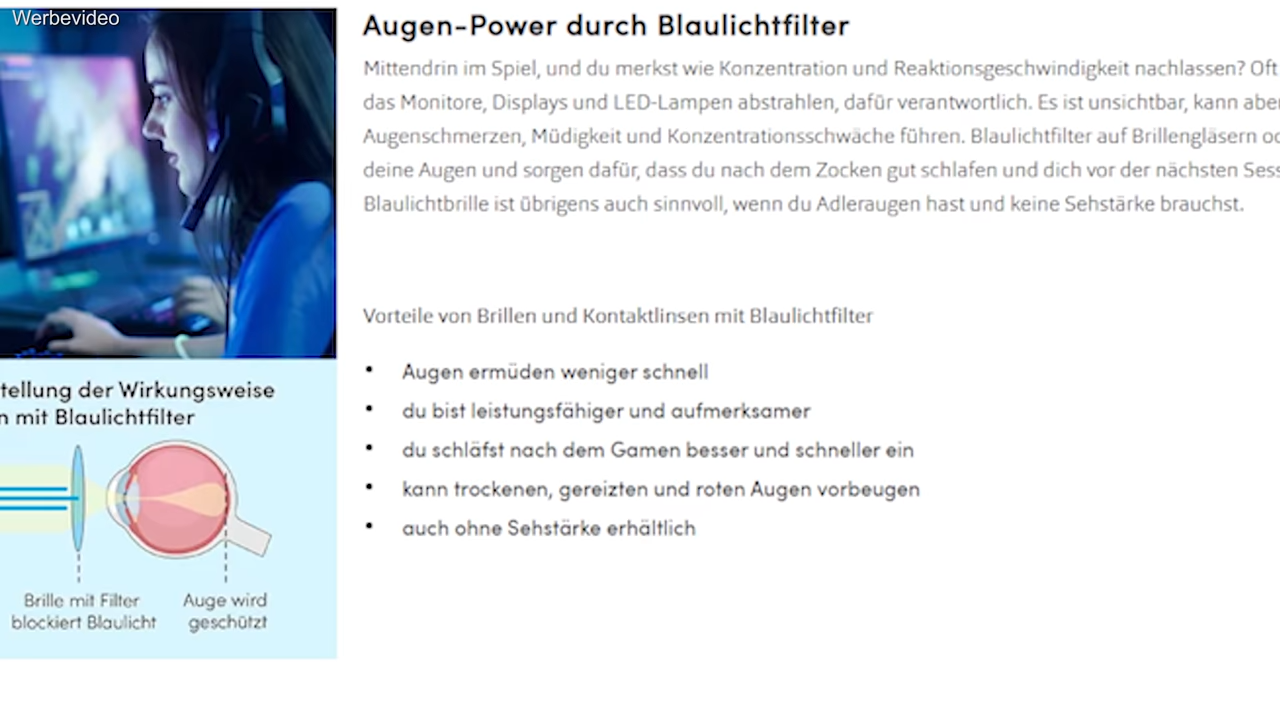 Werbevideo
Augen-Power durch Blaulichtfilter
Mittendrin im Spiel, und du merkst wie Konzentration und Reaktionsgeschwindigkeit nachlassen? Oft
das Monitore, Displays und LED-Lampen abstrahlen, dafür verantwortlich. Es ist unsichtbar, kann
Augenschmerzen, Müdigkeit und Konzentrationsschwäche führen. Blaulichtfilter auf Brillengläsern
deine Augen und sorgen dafür, dass du nach dem Zocken gut schlafen und dich vor der nächsten
Blaulichtbrille ist übrigens auch sinnvoll, wenn du Adleraugen hast und keine Sehstärke brauchst.
Vorteile von Brillen und Kontaktlinsen mit Blaulichtfilter
• Augen ermüden weniger schnell
• du bist leistungsfähiger und aufmerksamer
• du schläfst nach dem Gamen besser und schneller ein
• kann trockenen, gereizten und roten Augen vorbeugen
• auch ohne Sehstärke erhältlich
tellung der Wirkungsweise
n mit Blaulichtfilter
Brille mit Filter
blockiert Blaulicht
Auge wird
geschützt